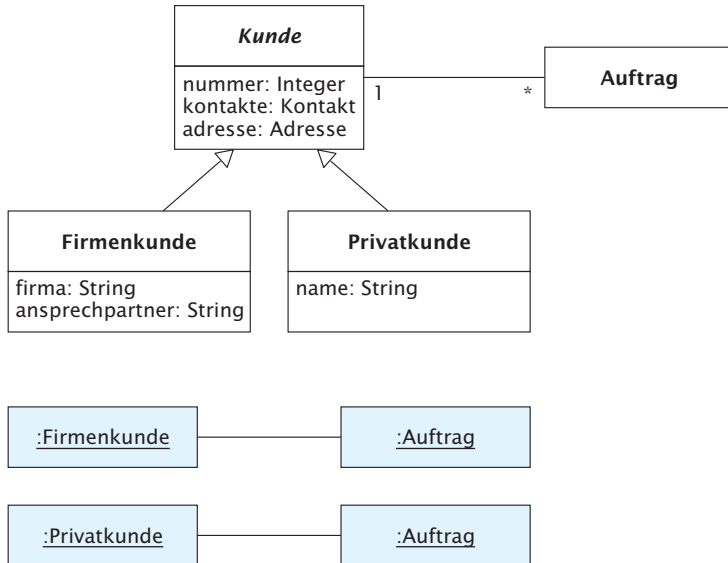 Kunde
nummer: Integer
kontakte: Kontakt
adresse: Adresse
1
*
Auftrag
Firmenkunde
firma: String
ansprechpartner: String
Privatkunde
name: String
:Firmenkunde
:Auftrag
:Privatkunde
:Auftrag